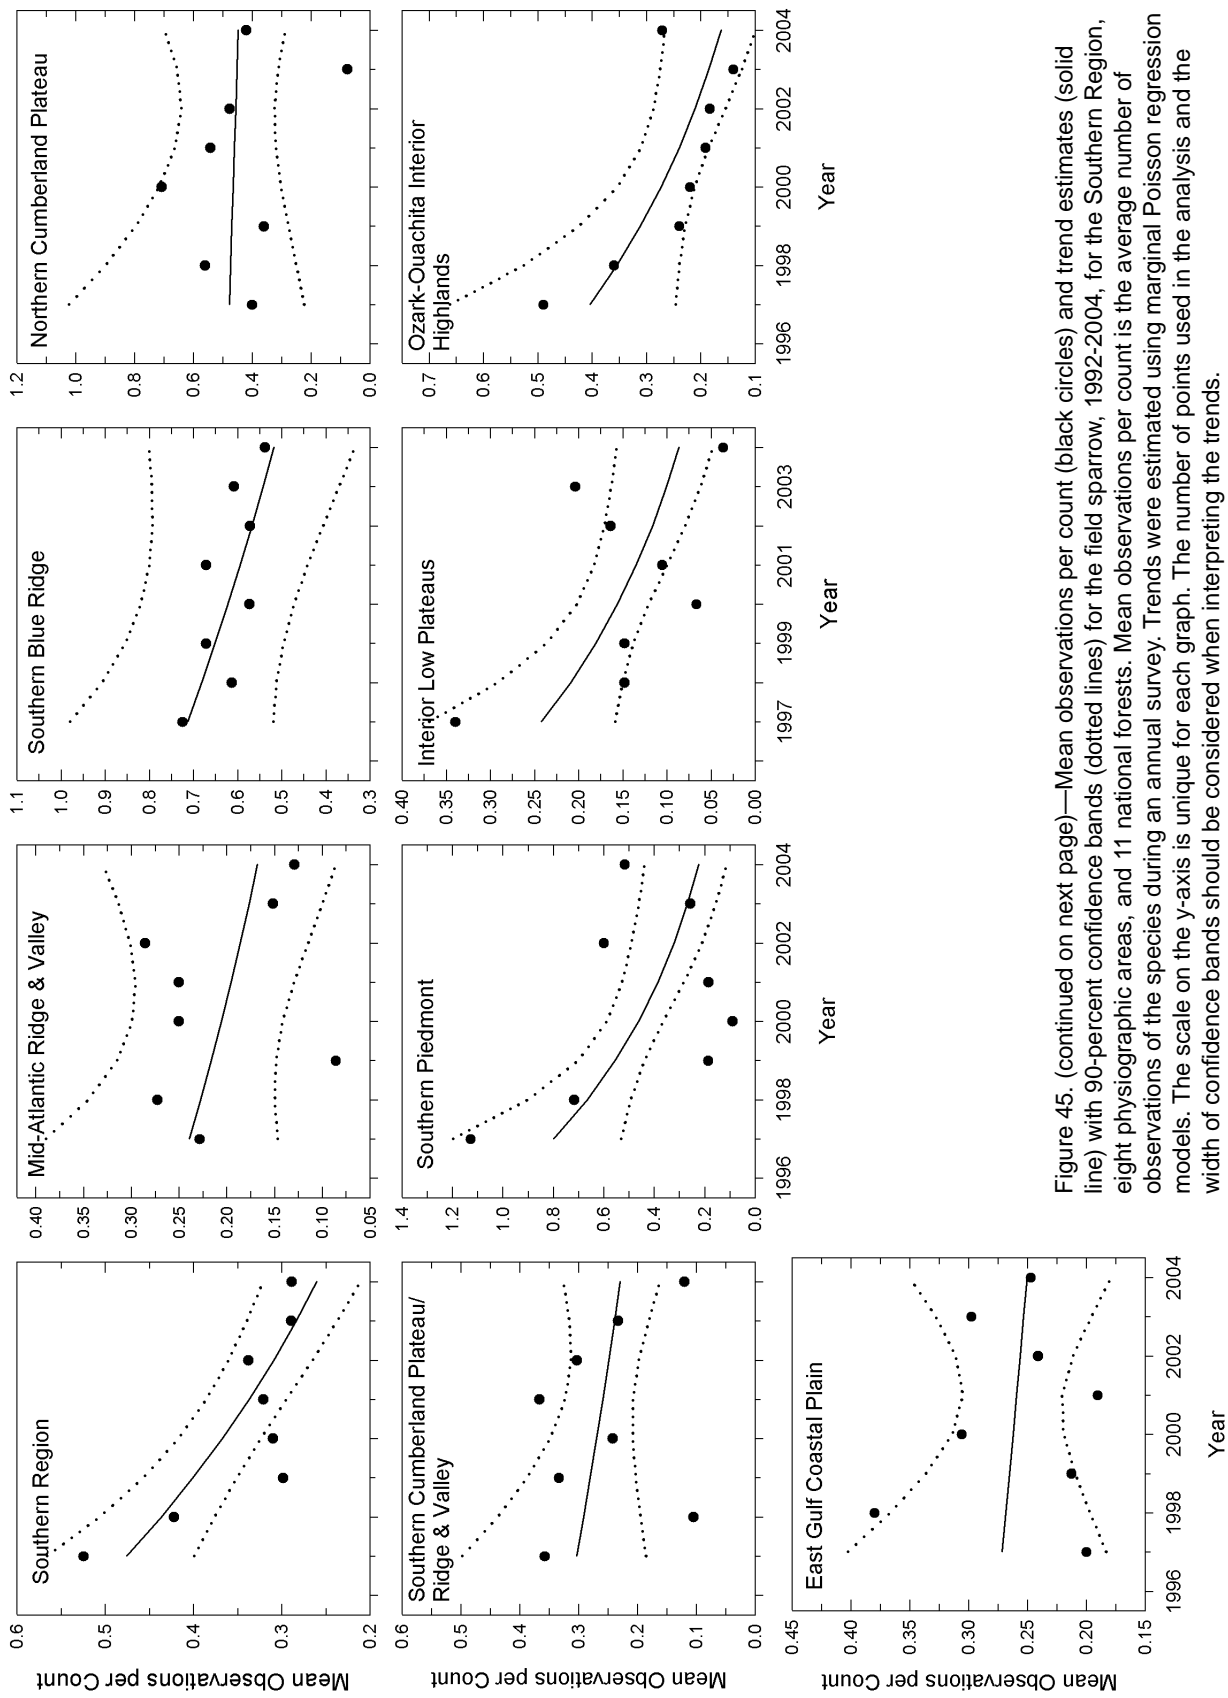 Southern Region
Mean Observations per Count
0.6
0.5
0.4
0.3
0.2
Mid-Atlantic Ridge & Valley
0.40
0.35
0.30
0.25
0.20
0.15
0.10
0.05
Southern Blue Ridge
1.1
1.0
0.9
0.8
0.7
0.6
0.5
0.4
0.3
Northern Cumberland Plateau
1.2
1.0
0.8
0.6
0.4
0.2
0.0
Southern Cumberland Plateau/
Ridge & Valley
Mean Observations per Count
0.6
0.5
0.4
0.3
0.2
0.1
0.0
Southern Piedmont
1.4
1.2
1.0
0.8
0.6
0.4
0.2
0.0
1996 1998 2000 2002 2004
Year
Interior Low Plateaus
0.40
0.35
0.30
0.25
0.20
0.15
0.10
0.05
0.00
1997 1999 2001 2003
Year
Ozark-Ouachita Interior
Highlands
0.7
0.6
0.5
0.4
0.3
0.2
0.1
1996 1998 2000 2002 2004
Year
East Gulf Coastal Plain
Mean Observations per Count
0.45
0.40
0.35
0.30
0.25
0.20
0.15
1996 1998 2000 2002 2004
Year
Figure 45. (continued on next page)—Mean observations per count (black circles) and trend estimates (solid
line) with 90-percent confidence bands (dotted lines) for the field sparrow, 1992-2004, for the Southern Region,
eight physiographic areas, and 11 national forests. Mean observations per count is the average number of
observations of the species during an annual survey. Trends were estimated using marginal Poisson regression
models. The scale on the y-axis is unique for each graph. The number of points used in the analysis and the
width of confidence bands should be considered when interpreting the trends.